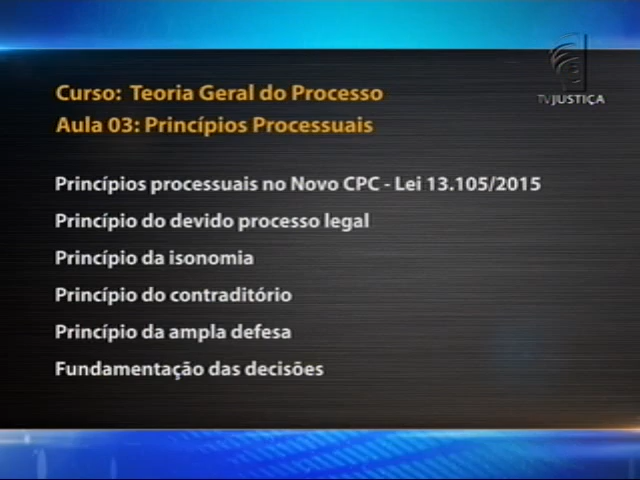 Curso: Teoria Geral do Processo
Aula 03: Princípios Processuais
TV JUSTIÇA
Princípios processuais no Novo CPC - Lei 13.105/2015
Princípio do devido processo legal
Princípio da isonomia
Princípio do contraditório
Princípio da ampla defesa
Fundamentação das decisões